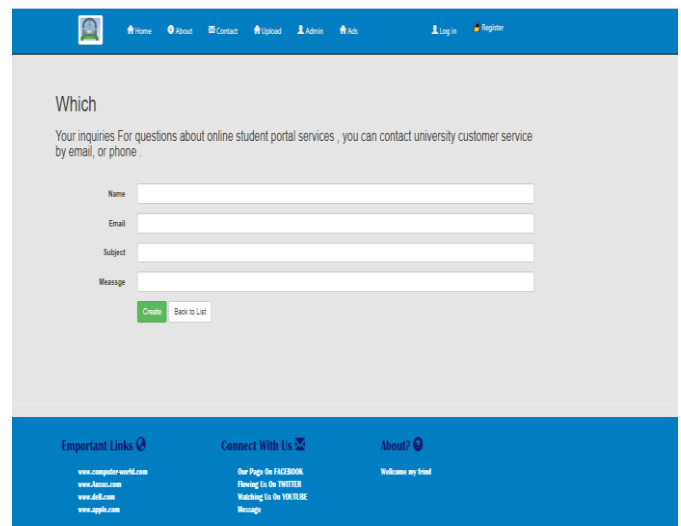 Home About Contact Upload Admin Ads Log in Register
Which
Your inquiries For questions about online student portal services , you can contact university customer service
by email, or phone .
Name
Email
Subject
Meassge
Create Back to List
Emportant Links
www.computer-world.com
www.Aasus.com
www.dell.com
www.apple.com
Connect With Us
Our Page On FACEBOOK
Flowing Us On TWITTER
Watching Us On YOUTUBE
Message
About?
Wellcome my frind